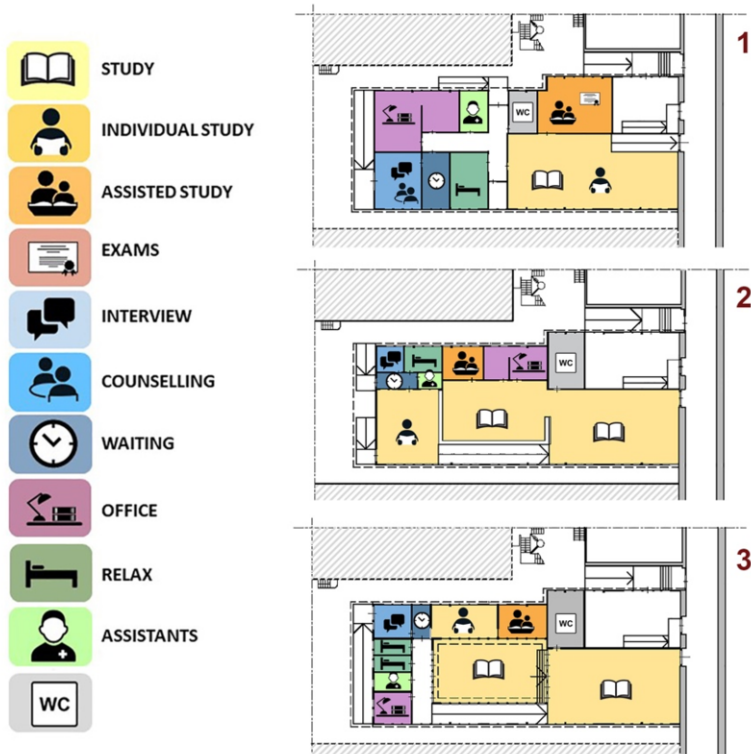 STUDY
INDIVIDUAL STUDY
ASSISTED STUDY
EXAMS
INTERVIEW
COUNSELLING
WAITING
OFFICE
RELAX
ASSISTANTS
WC
1
WC
2
WC
3
WC